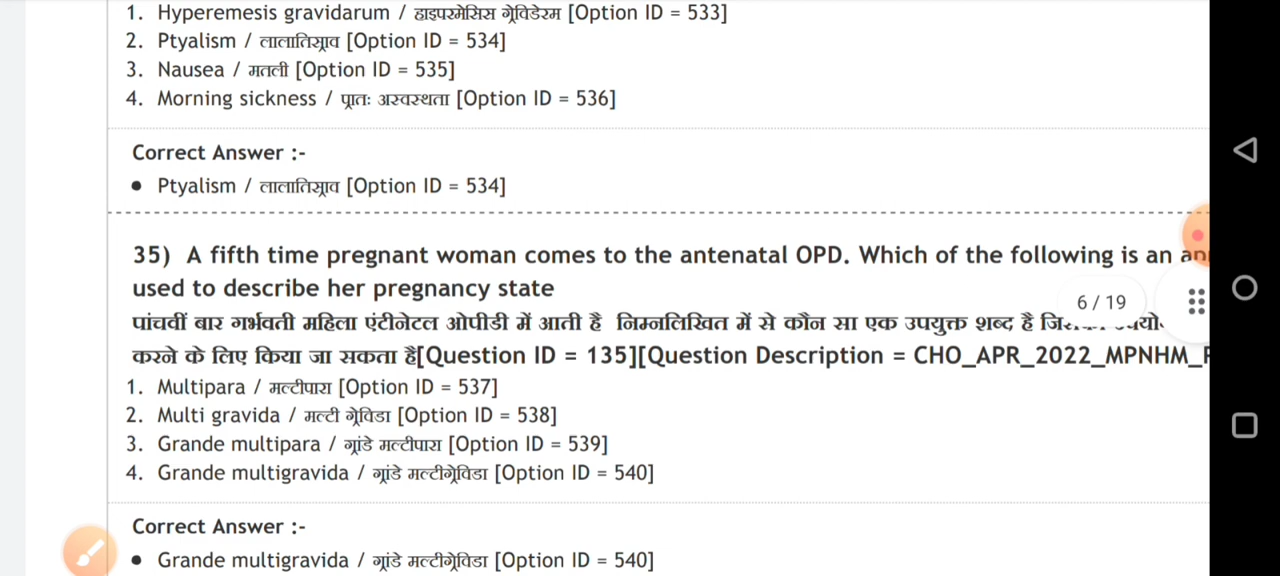 1. Hyperemesis gravidarum / हाइपरमेसिस ग्रेविडेरम [Option ID = 533]
2. Ptyalism / लालातिस्राव [Option ID = 534]
3. Nausea / मतली [Option ID = 535]
4. Morning sickness / प्रातः अस्वस्थता [Option ID = 536]
Correct Answer :-
• Ptyalism / लालातिस्राव [Option ID = 534]
35) A fifth time pregnant woman comes to the antenatal OPD. Which of the following is an
used to describe her pregnancy state
पांचवीं बार गर्भवती महिला एंटीनेटल ओपीडी में आती है निम्नलिखित में से कौन सा एक उपयुक्त शब्द है
करने के लिए किया जा सकता है[Question ID = 135][Question Description = CHO_APR_2022_MPNHM_
6 / 19
1. Multipara / मल्टीपारा [Option ID = 537]
2. Multi gravida / मल्टी ग्रेविडा [Option ID = 538]
3. Grande multipara / ग्रांडे मल्टीपारा [Option ID = 539]
4. Grande multigravida / ग्रांडे मल्टीग्रेविडा [Option ID = 540]
Correct Answer :-
• Grande multigravida / ग्रांडे मल्टीग्रेविडा [Option ID = 540]